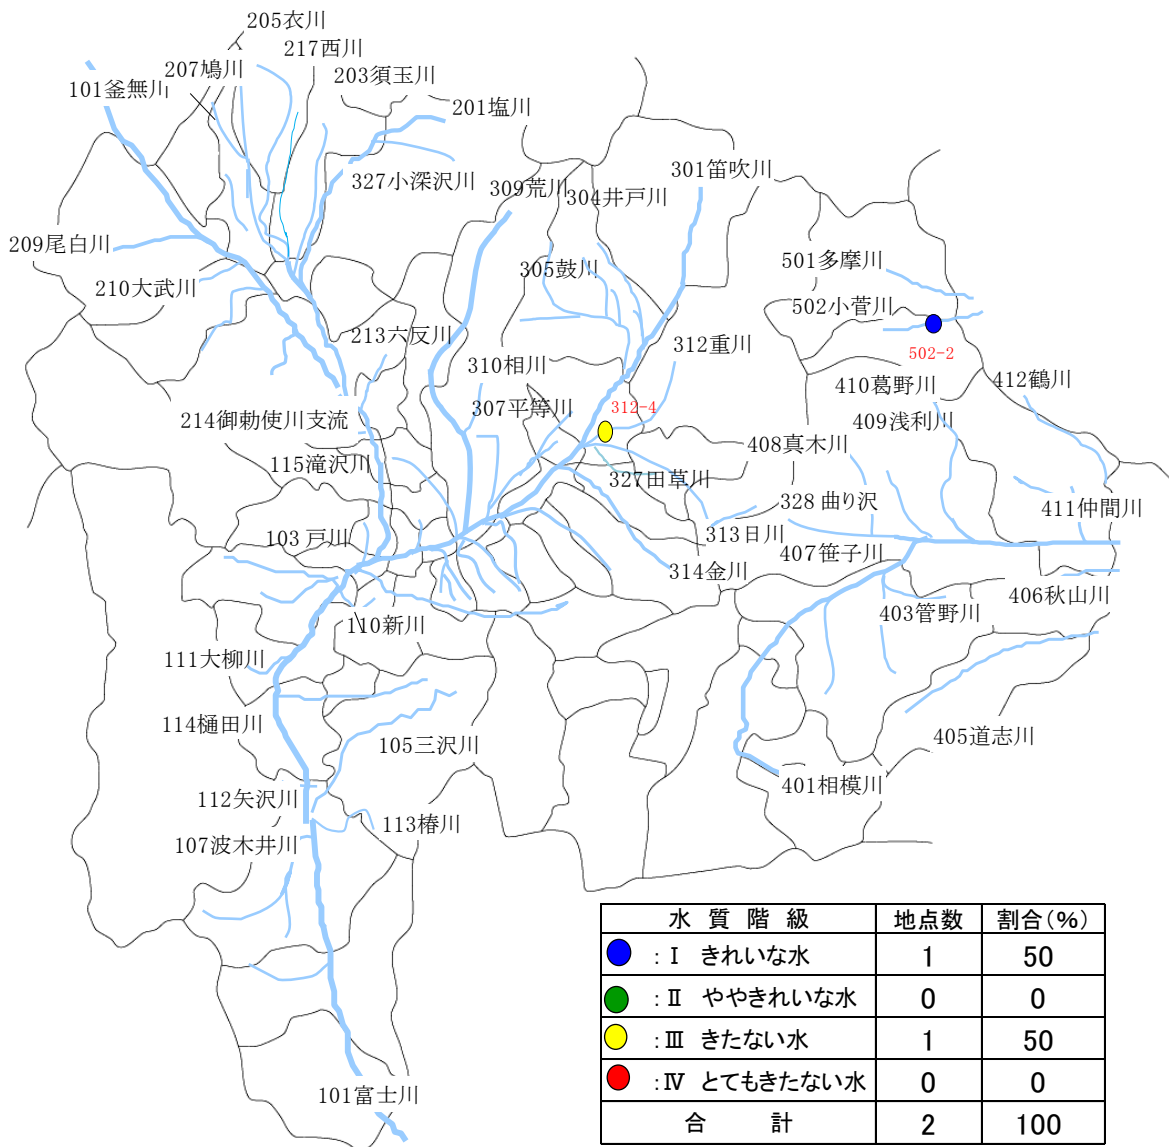 205衣川
217西川
207鳩川
203須玉川
101釜無川
201塩川
301笛吹川
327小深沢川
309荒川
304井戸川
209尾白川
305鼓川
501多摩川
210大武川
502小菅川
213六反川
312重川
502-2
310相川
410葛野川
412鶴川
307平等川
312-4
409浅利川
214御勅使川支流
408真木川
115滝沢川
327田草川
328曲り沢
411仲間川
103戸川
313日川
407笹子川
314金川
406秋山川
403管野川
110新川
111大柳川
114樋田川
105三沢川
405道志川
401相模川
112矢沢川
113椿川
107波木井川
101富士川
水質階級 地点数 割合(%)
:Ⅰ きれいな水 1 50
:Ⅱ ややきれいな水 0 0
:Ⅲ きたない水 1 50
:Ⅳ とてもきたない水 0 0
合計 2 100